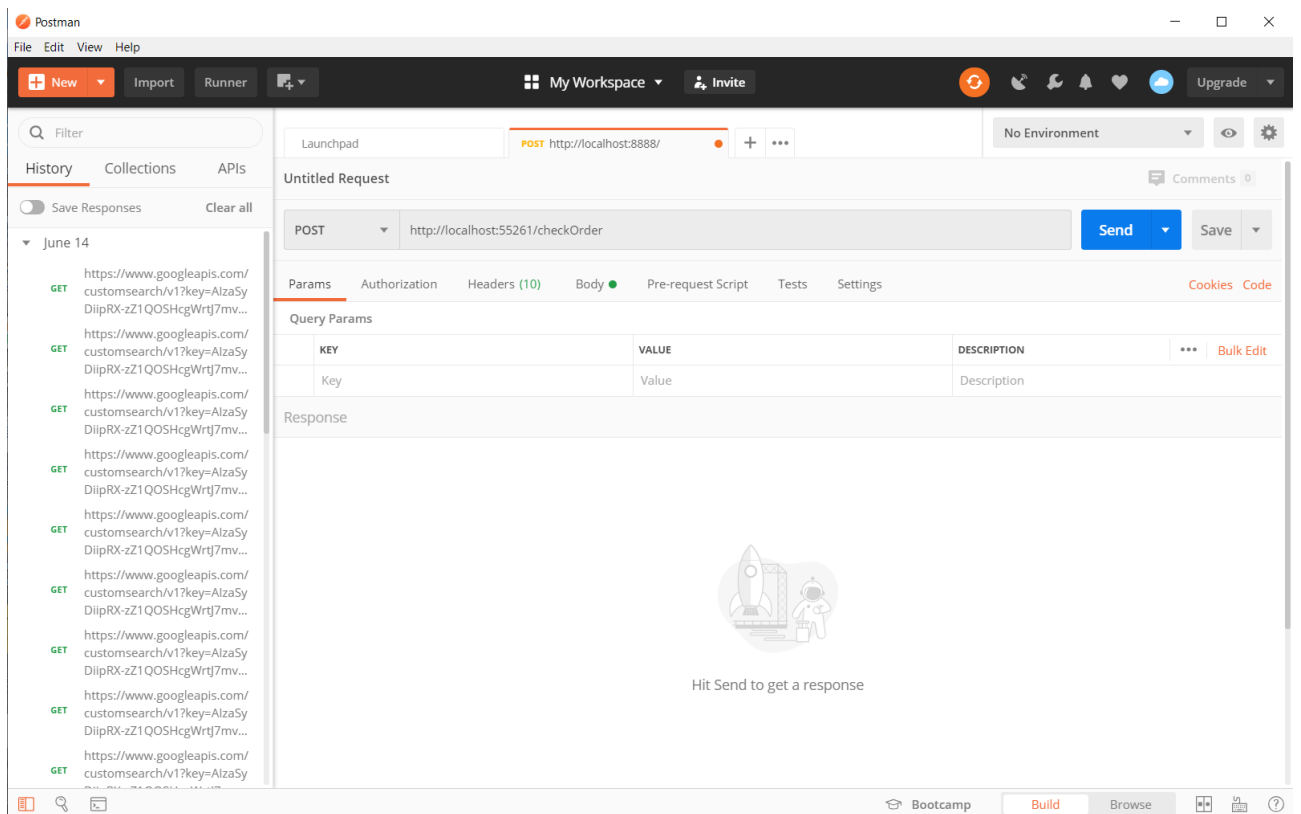 Postman
File Edit View Help
New Import Runner My Workspace Invite Upgrade
Filter
History Collections APIs
Save Responses Clear all
June 14
GET https://www.googleapis.com/
customsearch/v1?key=AIzaSy
DiipRX-zZ1QOSHcgWrtJ7mv...
GET https://www.googleapis.com/
customsearch/v1?key=AIzaSy
DiipRX-zZ1QOSHcgWrtJ7mv...
GET https://www.googleapis.com/
customsearch/v1?key=AIzaSy
DiipRX-zZ1QOSHcgWrtJ7mv...
GET https://www.googleapis.com/
customsearch/v1?key=AIzaSy
DiipRX-zZ1QOSHcgWrtJ7mv...
GET https://www.googleapis.com/
customsearch/v1?key=AIzaSy
DiipRX-zZ1QOSHcgWrtJ7mv...
GET https://www.googleapis.com/
customsearch/v1?key=AIzaSy
DiipRX-zZ1QOSHcgWrtJ7mv...
GET https://www.googleapis.com/
customsearch/v1?key=AIzaSy
DiipRX-zZ1QOSHcgWrtJ7mv...
GET https://www.googleapis.com/
customsearch/v1?key=AIzaSy
DiipRX-zZ1QOSHcgWrtJ7mv...
GET https://www.googleapis.com/
customsearch/v1?key=AIzaSy
Launchpad POST http://localhost:8888/ No Environment
Untitled Request Comments 0
POST http://localhost:55261/checkOrder Send Save
Params Authorization Headers (10) Body Pre-request Script Tests Settings Cookies Code
Query Params
KEY VALUE DESCRIPTION Bulk Edit
Key Value Description
Response
Hit Send to get a response
Bootcamp Build Browse